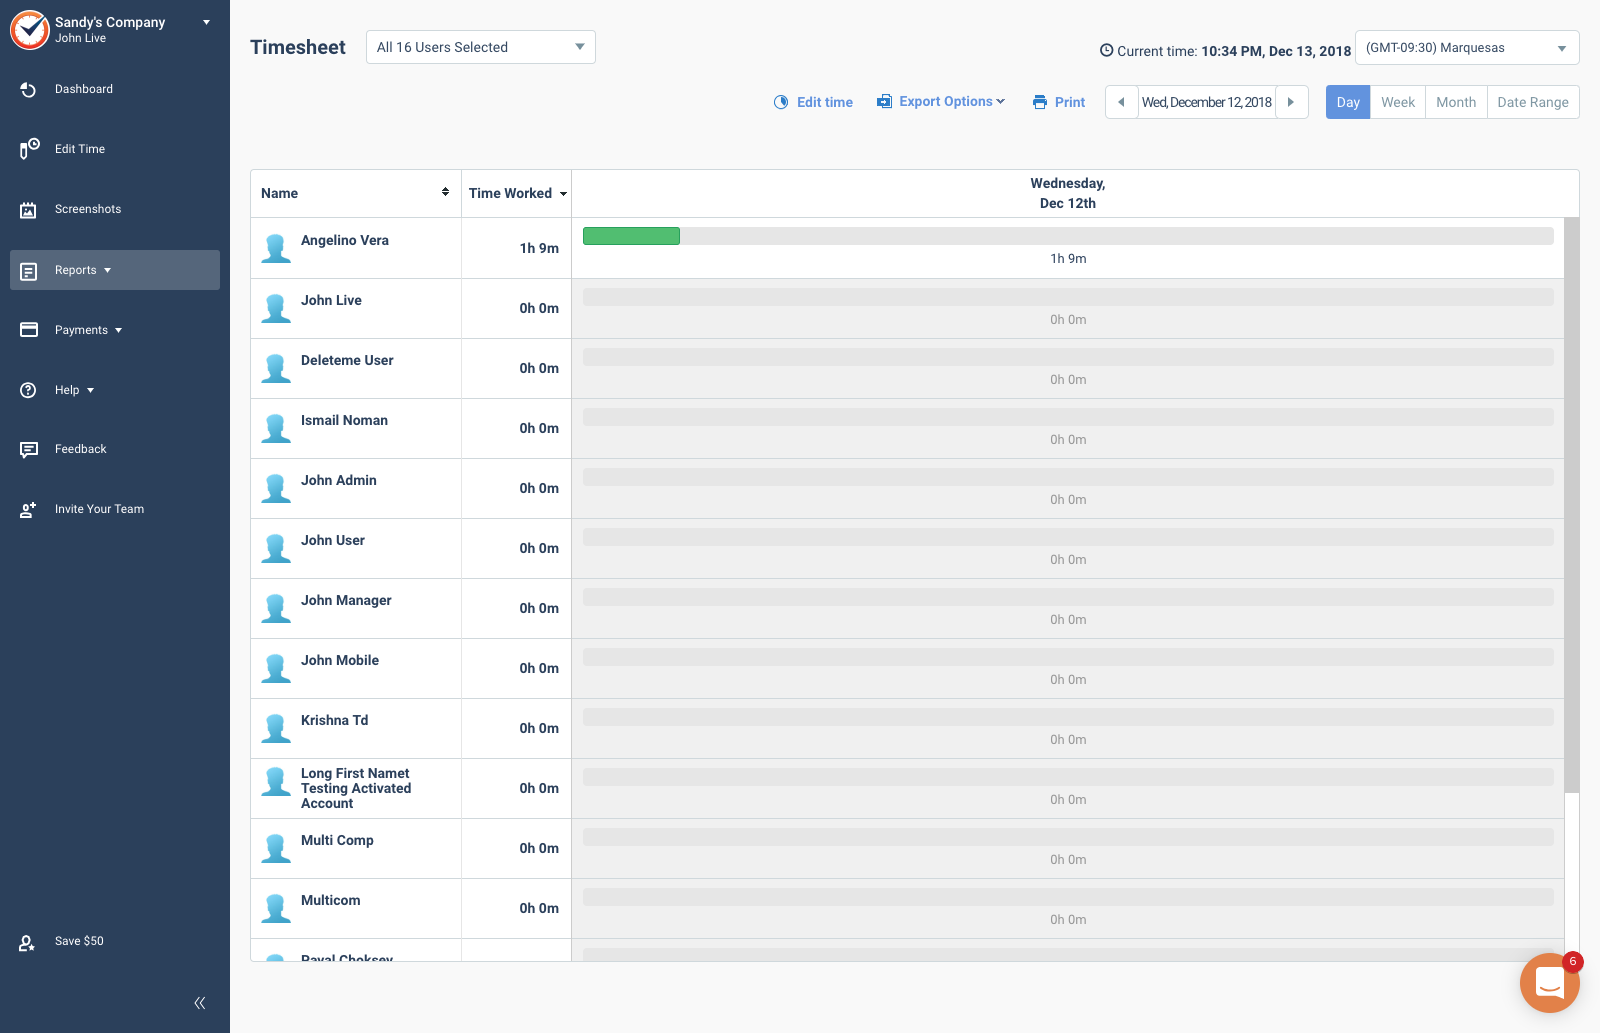 Sandy's Company
John Live
Dashboard
Edit Time
Screenshots
Reports
Payments
Help
Feedback
Invite Your Team
Save $50
Timesheet
All 16 Users Selected
Current time: 10:34 PM, Dec 13, 2018
(GMT-09:30) Marquesas
Edit time
Export Options
Print
Wed, December 12, 2018
Day
Week
Month
Date Range
Name
Time Worked
Wednesday,
Dec 12th
Angelino Vera
1h 9m
1h 9m
John Live
0h 0m
0h 0m
Deleteme User
0h 0m
0h 0m
Ismail Noman
0h 0m
0h 0m
John Admin
0h 0m
0h 0m
John User
0h 0m
0h 0m
John Manager
0h 0m
0h 0m
John Mobile
0h 0m
0h 0m
Krishna Td
0h 0m
0h 0m
Long First Namet
Testing Activated
Account
0h 0m
0h 0m
Multi Comp
0h 0m
0h 0m
Multicom
0h 0m
0h 0m
Payal Choksey
6